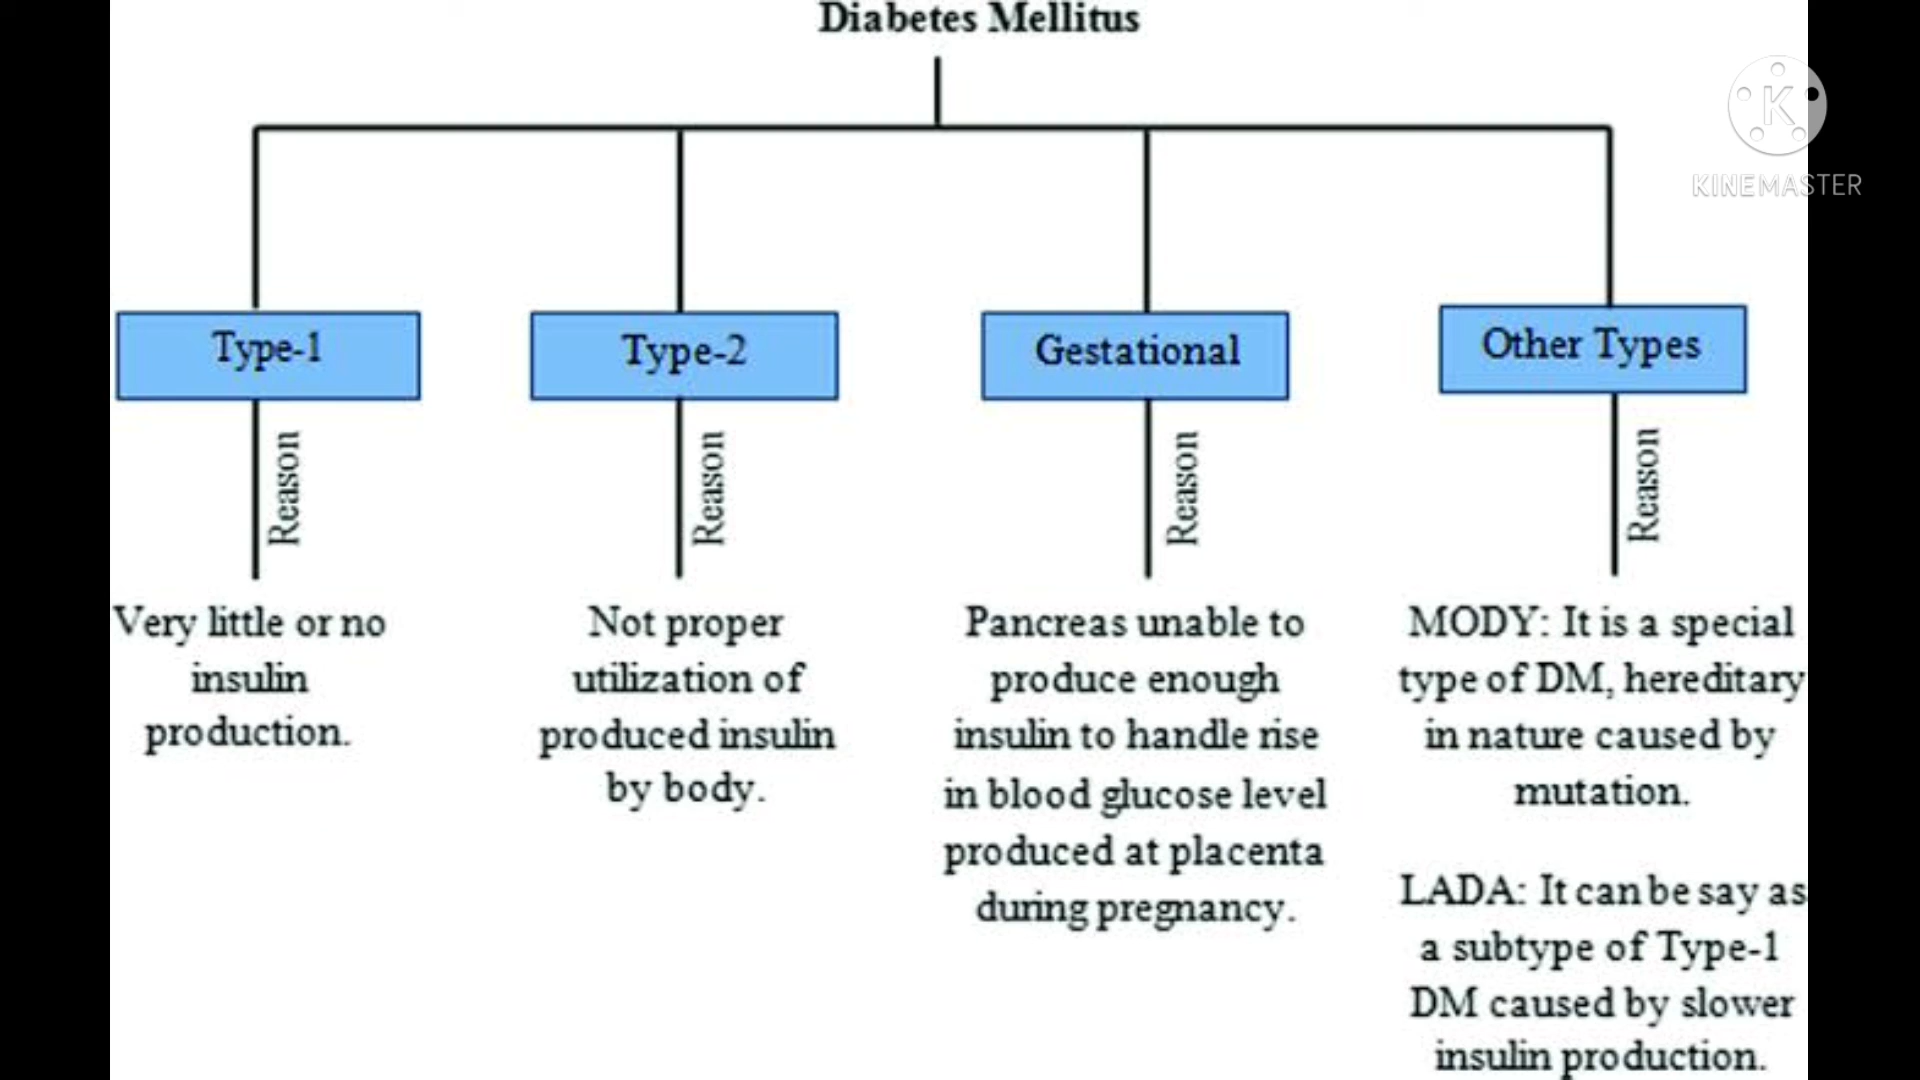 Diabetes Mellitus
KINEMASTER
Type-1
Type-2
Gestational
Other Types
Reason
Reason
Reason
Reason
Very little or no
insulin
production.
Not proper
utilization of
produced insulin
by body.
Pancreas unable to
produce enough
insulin to handle rise
in blood glucose level
produced at placenta
during pregnancy.
MODY: It is a special
type of DM, hereditary
in nature caused by
mutation.
LADA: It can be say as
a subtype of Type-1
DM caused by slower
insulin production.